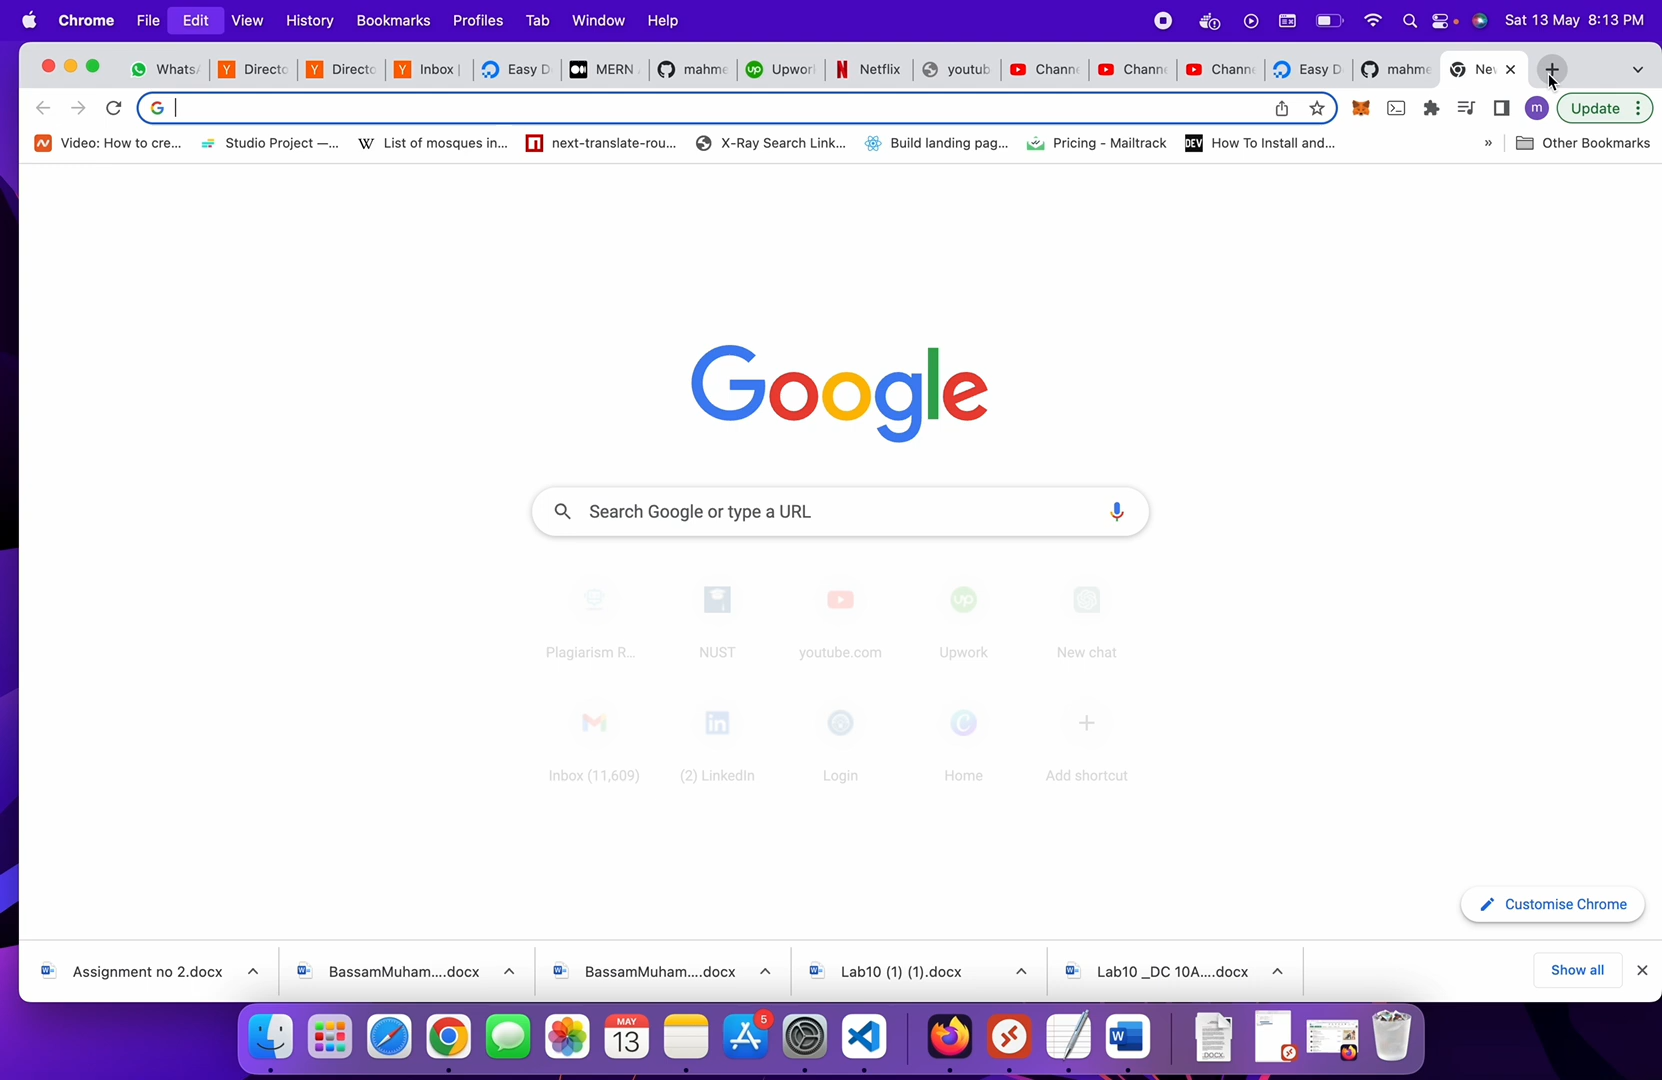 Chrome File Edit View History Bookmarks Profiles Tab Window Help Sat 13 May 8:13 PM
Whats Directo Directo Inbox Easy D MERN mahme Upwor Netflix youtub Chann Chann Chann Easy D mahme Nev
Update
Video: How to cre... Studio Project —... List of mosques in... next-translate-rou... X-Ray Search Link... Build landing pag... Pricing - Mailtrack DEV How To Install and... » Other Bookmarks
Google
Search Google or type a URL
Plagiarism R... NUST youtube.com Upwork New chat
Inbox (11,609) (2) LinkedIn Login Home Add shortcut
Customise Chrome
Assignment no 2.docx BassamMuham....docx BassamMuham....docx Lab10 (1) (1).docx Lab10 _DC 10A....docx Show all
5
MAY
13